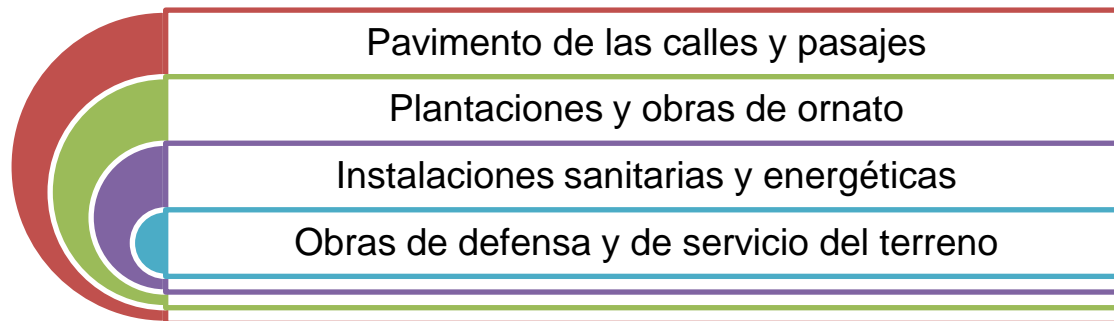 Pavimento de las calles y pasajes
Plantaciones y obras de ornato
Instalaciones sanitarias y energéticas
Obras de defensa y de servicio del terreno